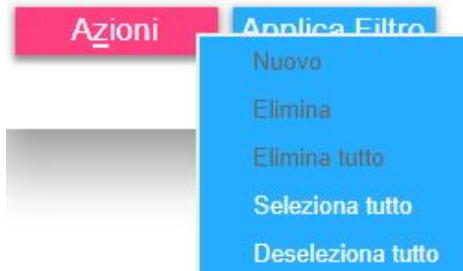 Azioni
Applica Filtro
Nuovo
Elimina
Elimina tutto
Seleziona tutto
Deseleziona tutto